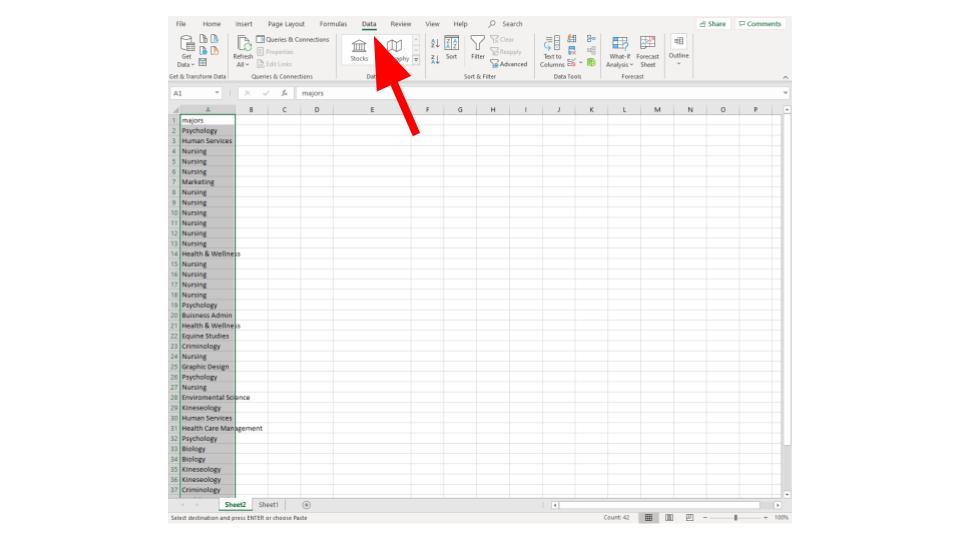 File Home Insert Page Layout Formulas Data Review View Help Search Share Comments
Queries & Connections Clear
Properties Reapply
Get Refresh Edit Links Stocks Sort Filter Advanced Text to What-If Forecast Outline
Data All Columns Analysis Sheet
Get & Transform Data Queries & Connections Sort & Filter Data Tools Forecast
A1 fx majors
A B C D E F G H I J K L M N O P
1 majors
2 Psychology
3 Human Services
4 Nursing
5 Nursing
6 Nursing
7 Marketing
8 Nursing
9 Nursing
10 Nursing
11 Nursing
12 Nursing
13 Nursing
14 Health & Wellness
15 Nursing
16 Nursing
17 Nursing
18 Nursing
19 Psychology
20 Buisness Admin
21 Health & Wellness
22 Equine Studies
23 Criminology
24 Nursing
25 Graphic Design
26 Psychology
27 Nursing
28 Enviromental Science
29 Kineseology
30 Human Services
31 Health Care Management
32 Psychology
33 Biology
34 Biology
35 Kineseology
36 Kineseology
37 Criminology
Sheet2 Sheet1
Select destination and press ENTER or choose Paste Count: 42 100%